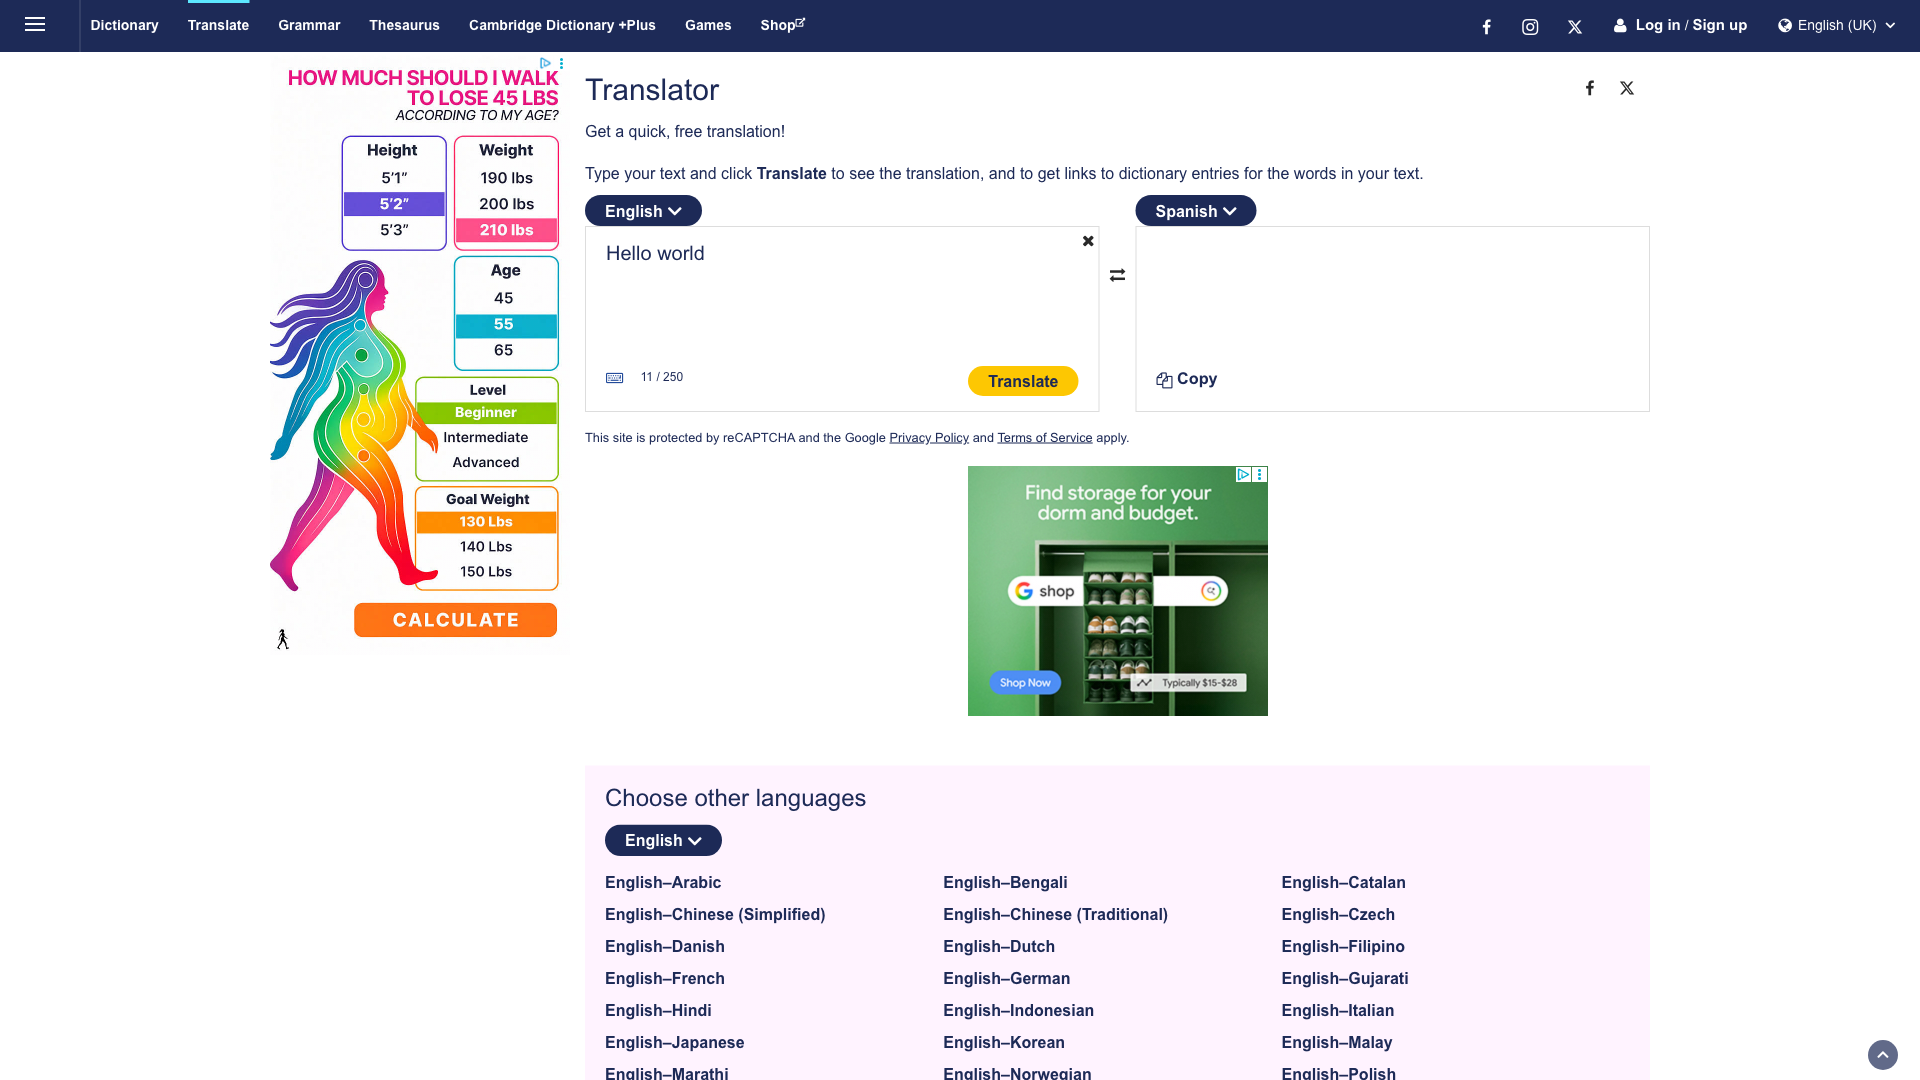 Dictionary
Translate
Grammar
Thesaurus
Cambridge Dictionary +Plus
Games
Shop
Log in / Sign up
English (UK)
HOW MUCH SHOULD I WALK
TO LOSE 45 LBS
ACCORDING TO MY AGE?
Height
5'1"
5'2"
5'3"
Weight
190 lbs
200 lbs
210 lbs
Age
45
55
65
Level
Beginner
Intermediate
Advanced
Goal Weight
130 Lbs
140 Lbs
150 Lbs
CALCULATE
Translator
Get a quick, free translation!
Type your text and click Translate to see the translation, and to get links to dictionary entries for the words in your text.
English
Spanish
Hello world
11 / 250
Translate
Copy
This site is protected by reCAPTCHA and the Google Privacy Policy and Terms of Service apply.
Find storage for your
dorm and budget.
G shop
Shop Now
Typically $15-$28
Choose other languages
English
English–Arabic
English–Bengali
English–Catalan
English–Chinese (Simplified)
English–Chinese (Traditional)
English–Czech
English–Danish
English–Dutch
English–Filipino
English–French
English–German
English–Gujarati
English–Hindi
English–Indonesian
English–Italian
English–Japanese
English–Korean
English–Malay
English–Marathi
English–Norwegian
English–Polish